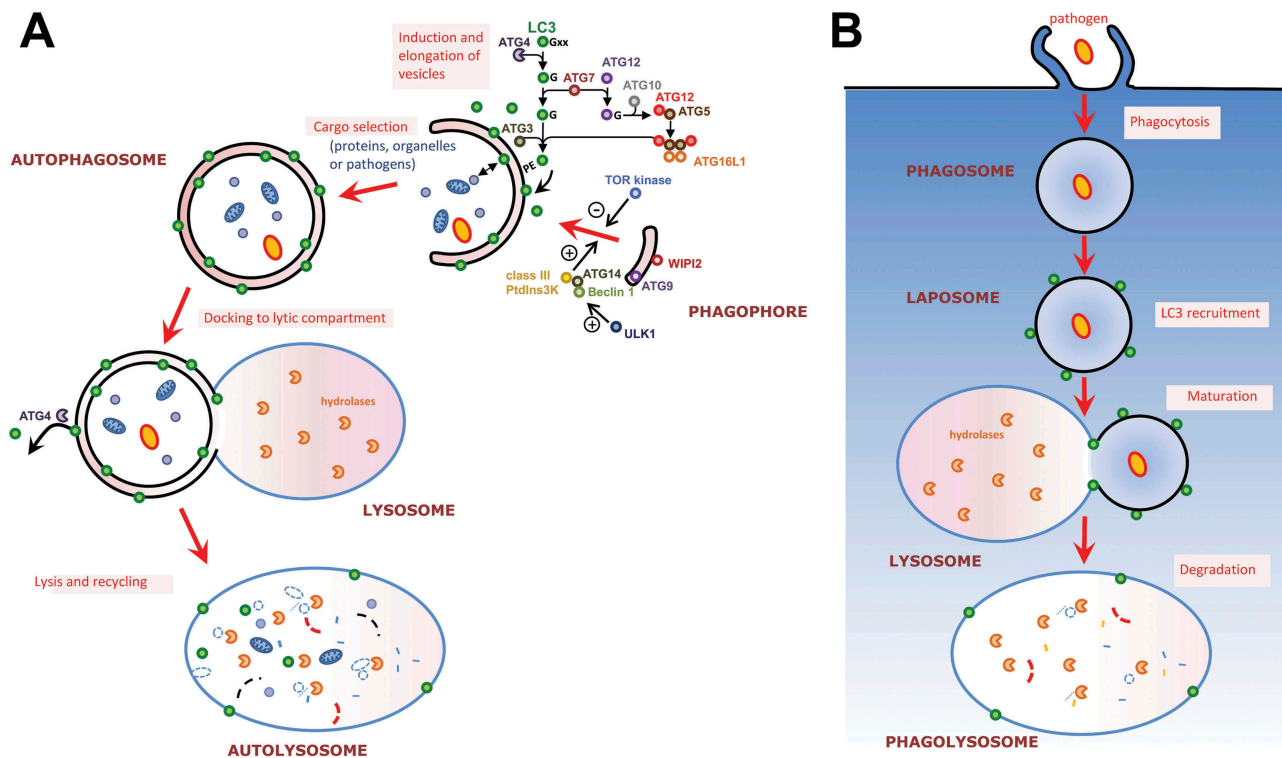 A
Induction and
elongation of
vesicles
LC3
ATG4
Gxx
G
ATG12
ATG7
ATG10
G
G
ATG12
ATG5
ATG3
ATG16L1
PE
Cargo selection
(proteins, organelles
or pathogens)
AUTOPHAGOSOME
TOR kinase
−
+
class III
PtdIns3K
ATG14
Beclin 1
WIPI2
ATG9
+
ULK1
PHAGOPHORE
Docking to lytic compartment
ATG4
hydrolases
LYSOSOME
Lysis and recycling
AUTOLYSOSOME
B
pathogen
Phagocytosis
PHAGOSOME
LAPOSOME
LC3 recruitment
Maturation
hydrolases
LYSOSOME
Degradation
PHAGOLYSOSOME